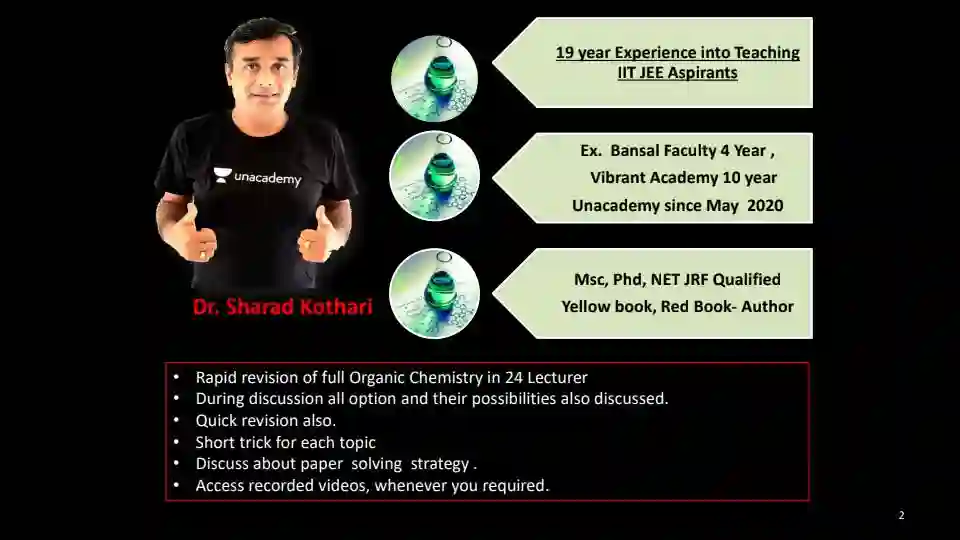 19 year Experience into Teaching
IIT JEE Aspirants
unacademy
Ex. Bansal Faculty 4 Year ,
Vibrant Academy 10 year
Unacademy since May 2020
Msc, Phd, NET JRF Qualified
Yellow book, Red Book- Author
Dr. Sharad Kothari
• Rapid revision of full Organic Chemistry in 24 Lecturer
• During discussion all option and their possibilities also discussed.
• Quick revision also.
• Short trick for each topic
• Discuss about paper solving strategy .
• Access recorded videos, whenever you required.
2